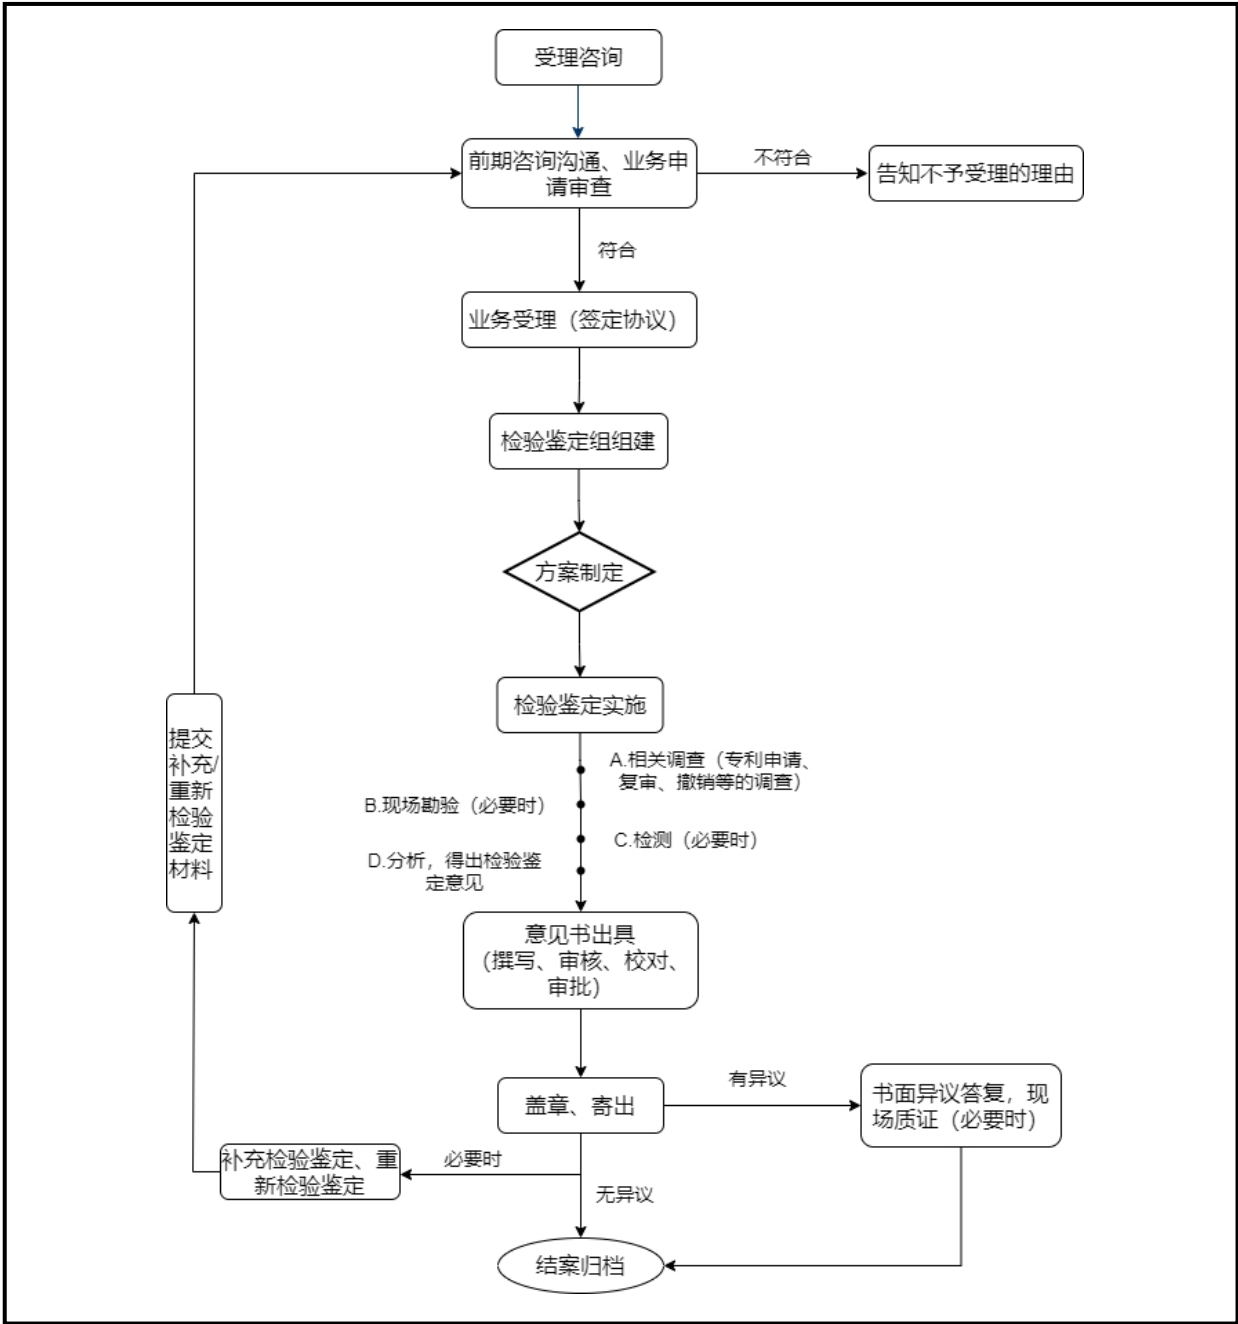 受理咨询
前期咨询沟通、业务申
请审查
不符合
告知不予受理的理由
符合
业务受理（签定协议）
检验鉴定组组建
方案制定
检验鉴定实施
A.相关调查（专利申请、
复审、撤销等的调查）
B.现场勘验（必要时）
C.检测（必要时）
D.分析，得出检验鉴
定意见
提交
补充/
重新
检验
鉴定
材料
意见书出具
（撰写、审核、校对、
审批）
盖章、寄出
有异议
书面异议答复，现
场质证（必要时）
必要时
补充检验鉴定、重
新检验鉴定
无异议
结案归档